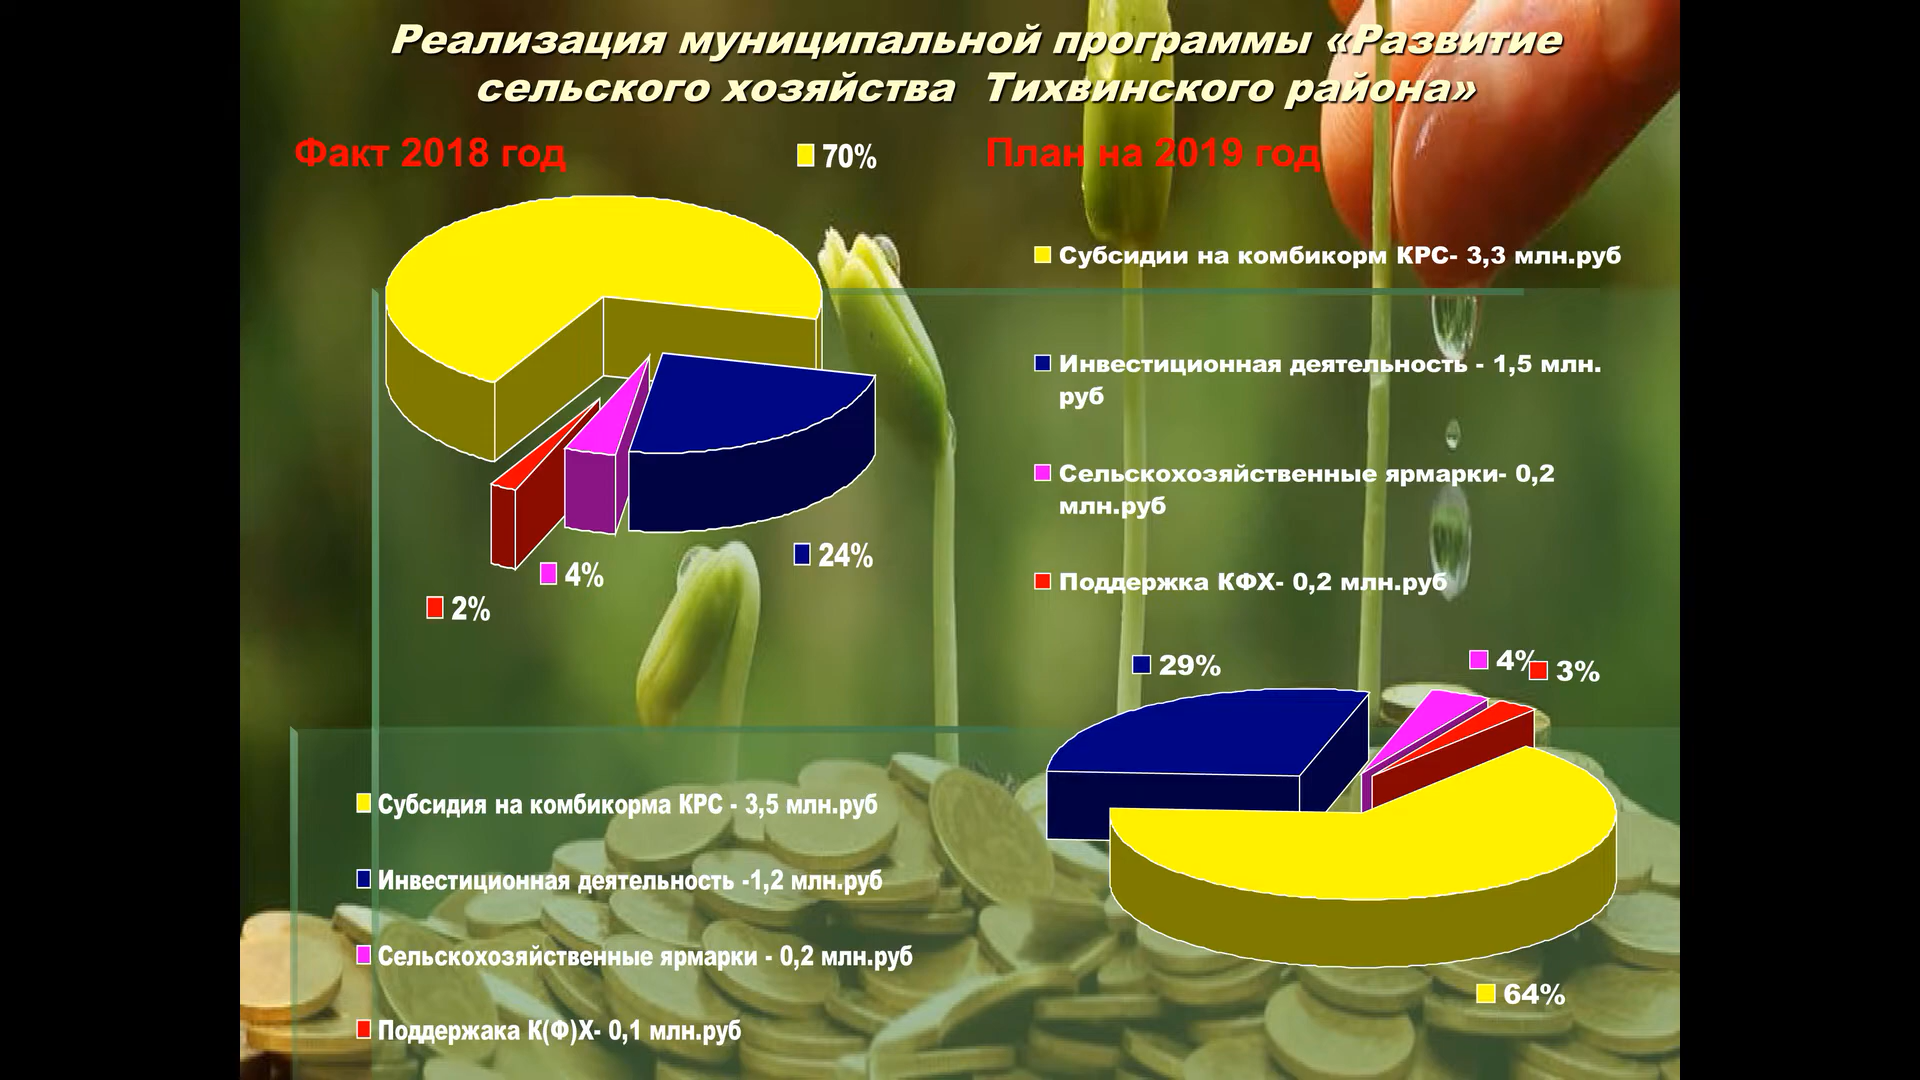 Реализация муниципальной программы «Развитие
сельского хозяйства Тихвинского района»
Факт 2018 год
70%
24%
4%
2%
Субсидия на комбикорма КРС - 3,5 млн.руб
Инвестиционная деятельность -1,2 млн.руб
Сельскохозяйственные ярмарки - 0,2 млн.руб
Поддержака К(Ф)Х- 0,1 млн.руб
План на 2019 год
Субсидии на комбикорм КРС- 3,3 млн.руб
Инвестиционная деятельность - 1,5 млн.
руб
Сельскохозяйственные ярмарки- 0,2
млн.руб
Поддержка КФХ- 0,2 млн.руб
29%
4%
3%
64%